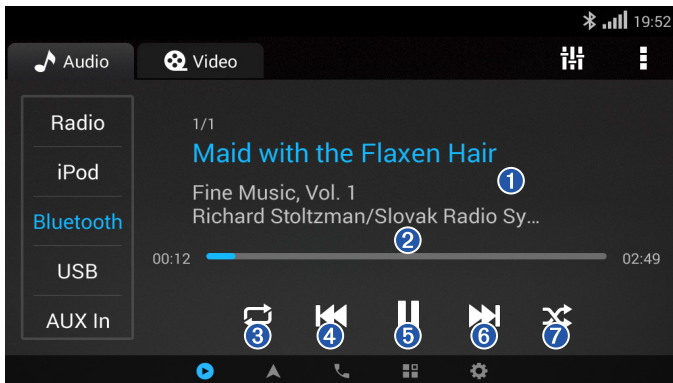 19:52
Audio
Video
Radio
iPod
Bluetooth
USB
AUX In
1/1
Maid with the Flaxen Hair
1
Fine Music, Vol. 1
Richard Stoltzman/Slovak Radio Sy...
2
00:12
02:49
3
4
5
6
7